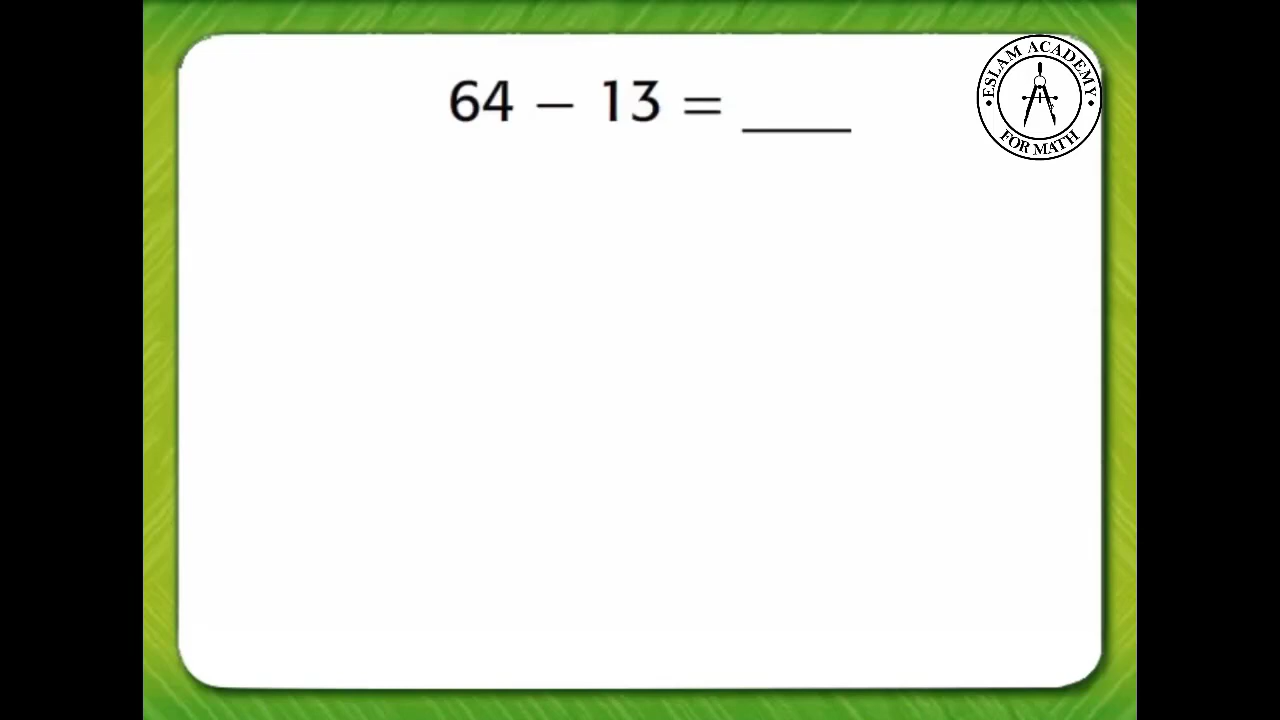 64 − 13 = ____
ESLAM ACADEMY
FOR MATH